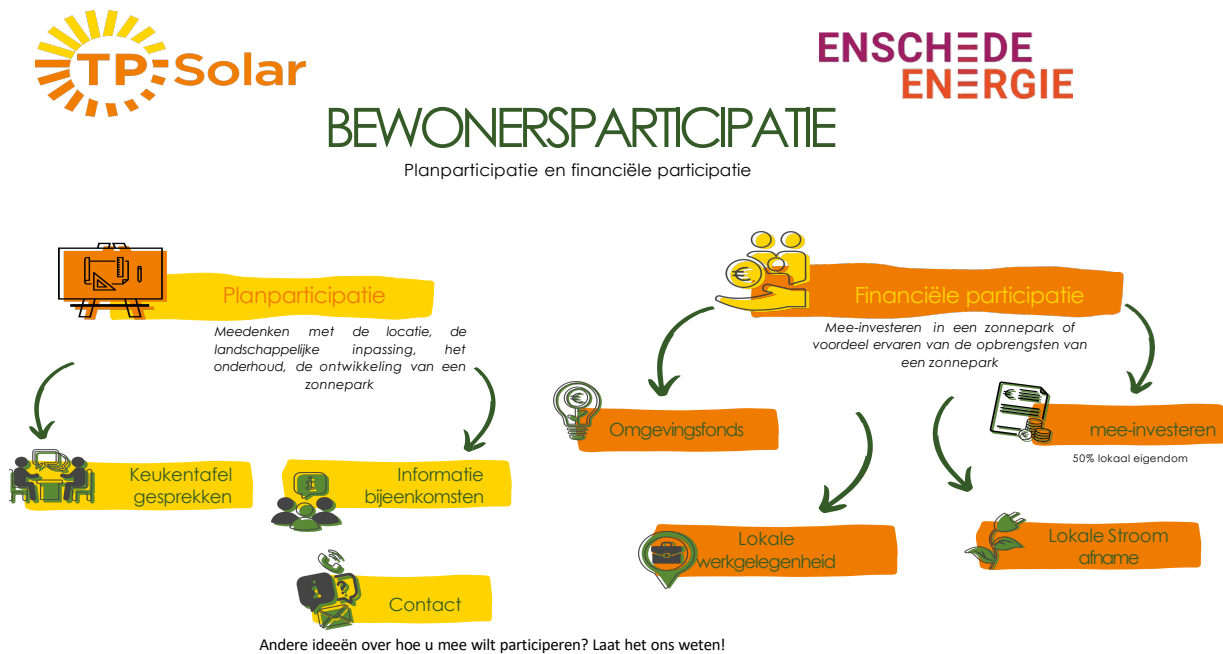 TP Solar
ENSCHEDE
ENERGIE
BEWONERSPARTICIPATIE
Planparticipatie en financiële participatie
Planparticipatie
Meedenken met de locatie, de
landschappelijke inpassing, het
onderhoud, de ontwikkeling van een
zonnepark
Keukentafel
gesprekken
Informatie
bijeenkomsten
Contact
Financiële participatie
Mee-investeren in een zonnepark of
voordeel ervaren van de opbrengsten van
een zonnepark
Omgevingsfonds
mee-investeren
50% lokaal eigendom
Lokale
werkgelegenheid
Lokale Stroom
afname
Andere ideeën over hoe u mee wilt participeren? Laat het ons weten!